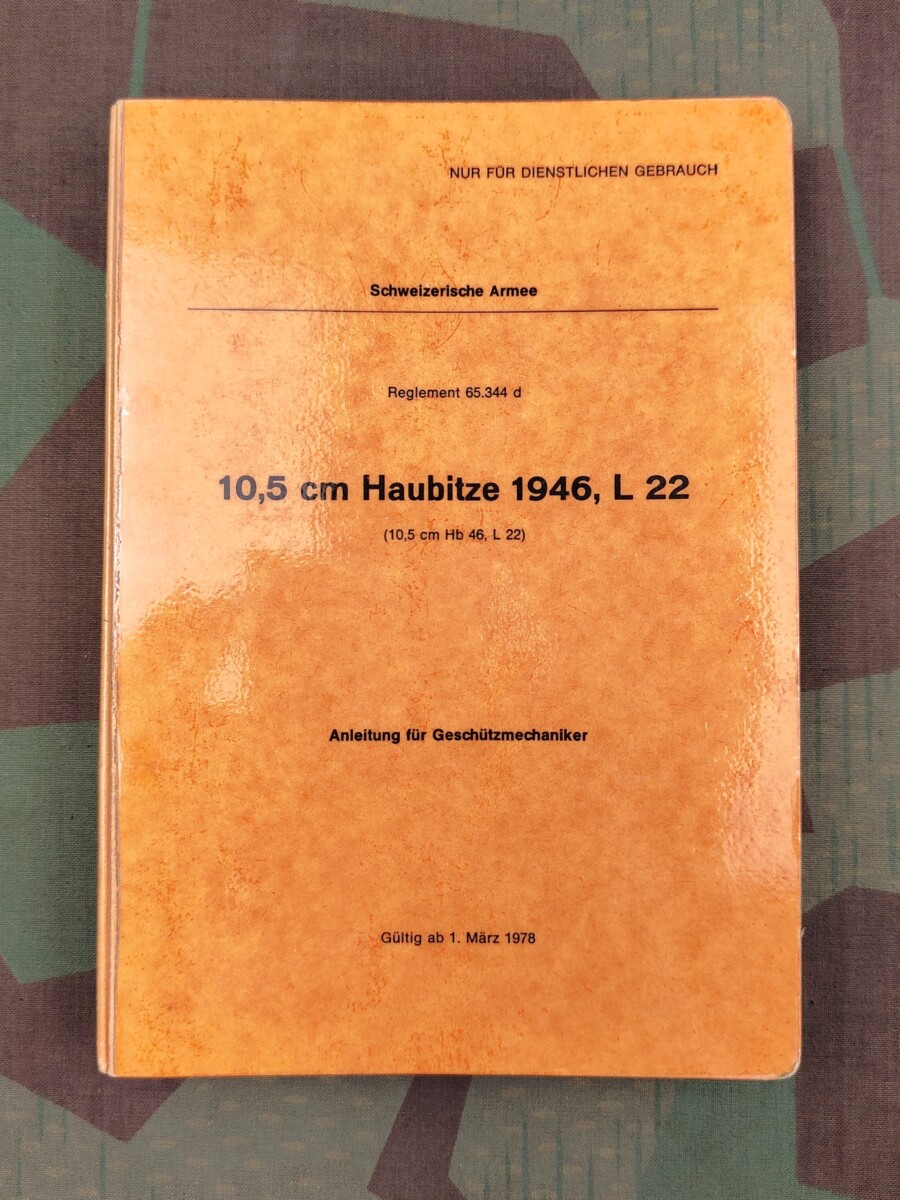 NUR FÜR DIENSTLICHEN GEBRAUCH
Schweizerische Armee
Reglement 65.344 d
10,5 cm Haubitze 1946, L 22
(10,5 cm Hb 46, L 22)
Anleitung für Geschützmechaniker
Gültig ab 1. März 1978